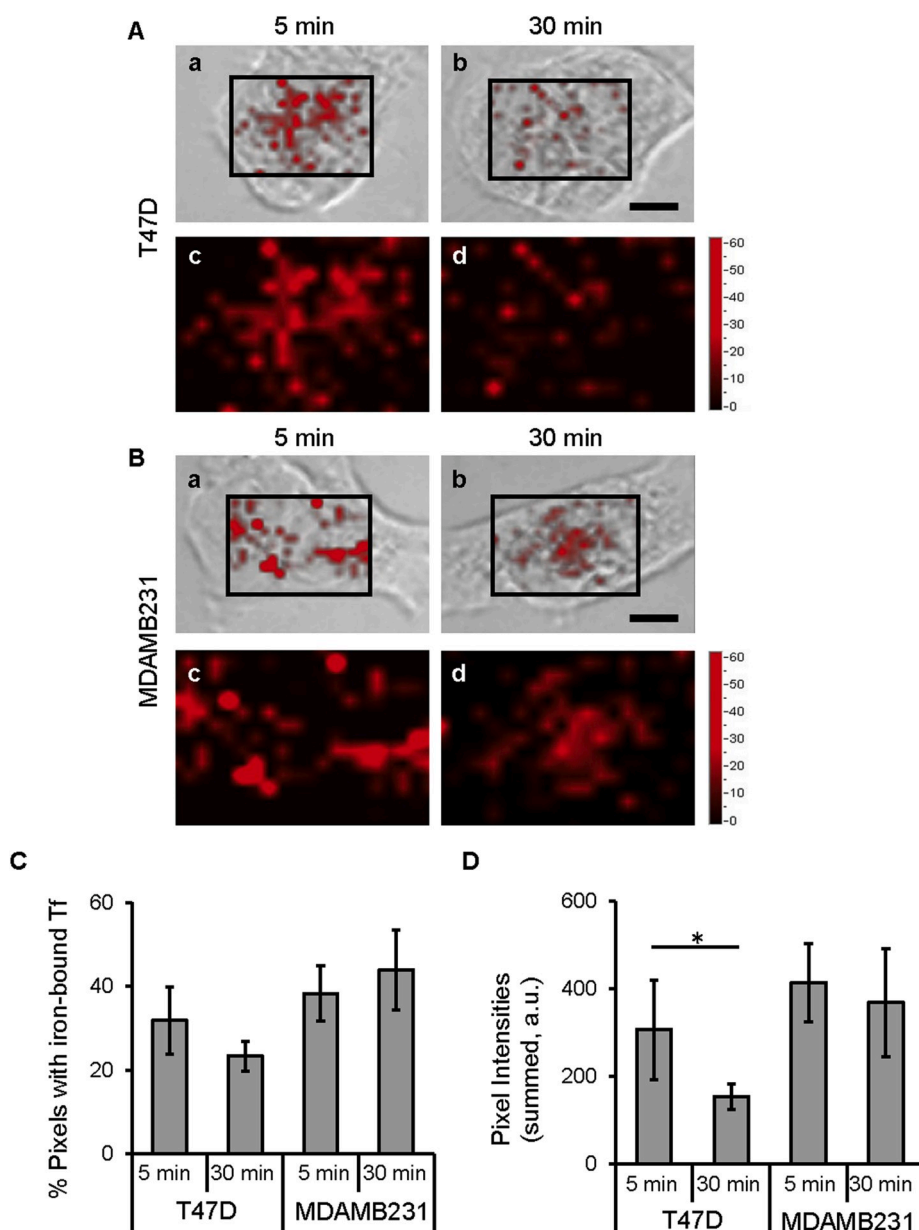 5 min 30 min
A
a b
T47D
c d
60
50
40
30
20
10
0
5 min 30 min
B
a b
MDAMB231
c d
60
50
40
30
20
10
0
C
% Pixels with iron-bound Tf
60
40
20
0
5 min 30 min 5 min 30 min
T47D MDAMB231
D
Pixel Intensities
(summed, a.u.)
600
400
200
0
*
5 min 30 min 5 min 30 min
T47D MDAMB231